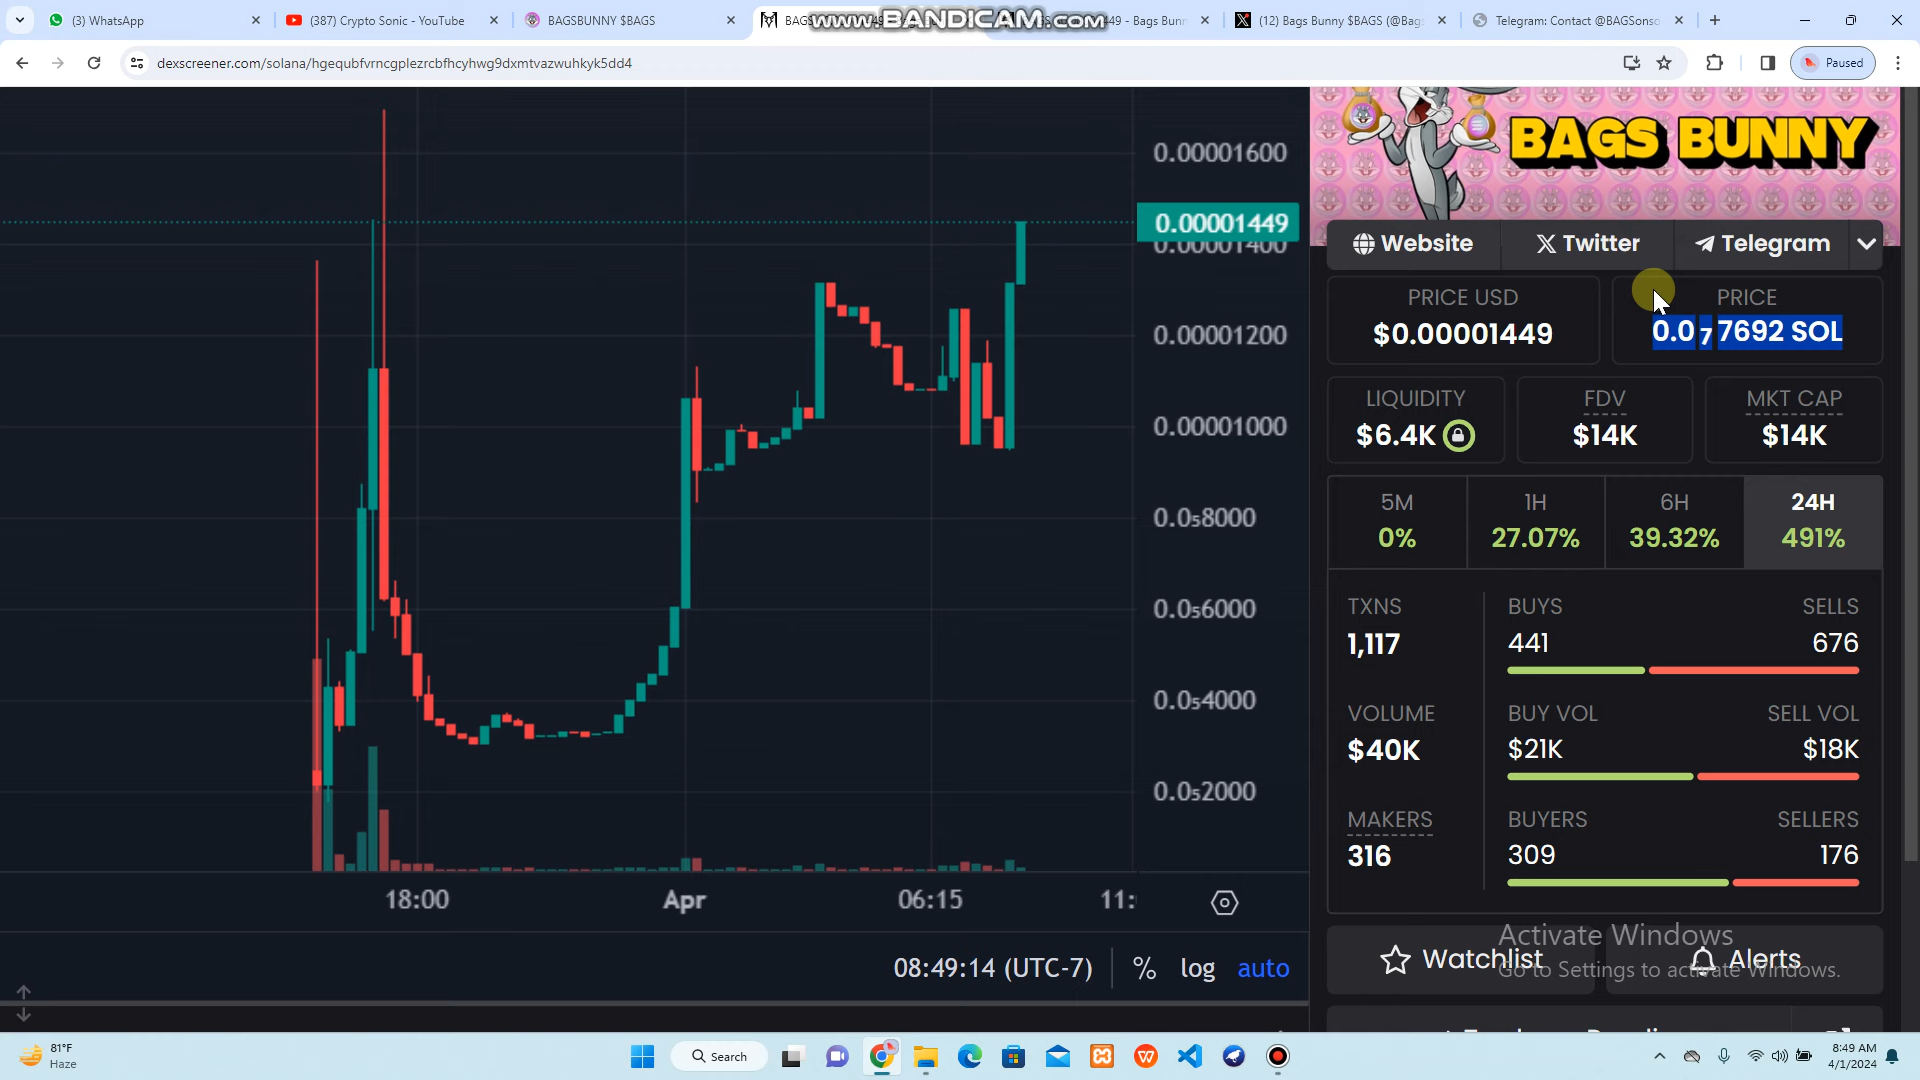 (3) WhatsApp
(387) Crypto Sonic - YouTube
BAGSBUNNY $BAGS
www.BANDICAM.com
(12) Bags Bunny $BAGS (@Bag
Telegram: Contact @BAGSonso
dexscreener.com/solana/hgequbfvrncgplezrcbfhcyhwg9dxmtvazwuhkyk5dd4
Paused
BAGS BUNNY
Website
Twitter
Telegram
PRICE USD
$0.00001449
PRICE
0.0 7 7692 SOL
LIQUIDITY
$6.4K
FDV
$14K
MKT CAP
$14K
5M
0%
1H
27.07%
6H
39.32%
24H
491%
TXNS
1,117
BUYS
441
SELLS
676
VOLUME
$40K
BUY VOL
$21K
SELL VOL
$18K
MAKERS
316
BUYERS
309
SELLERS
176
Watchlist
Alerts
Activate Windows
Go to Settings to activate Windows.
0.00001600
0.00001449
0.00001400
0.00001200
0.00001000
0.0₅8000
0.0₅6000
0.0₅4000
0.0₅2000
18:00
Apr
06:15
11:
08:49:14 (UTC-7)
%
log
auto
81°F
Haze
Search
8:49 AM
4/1/2024